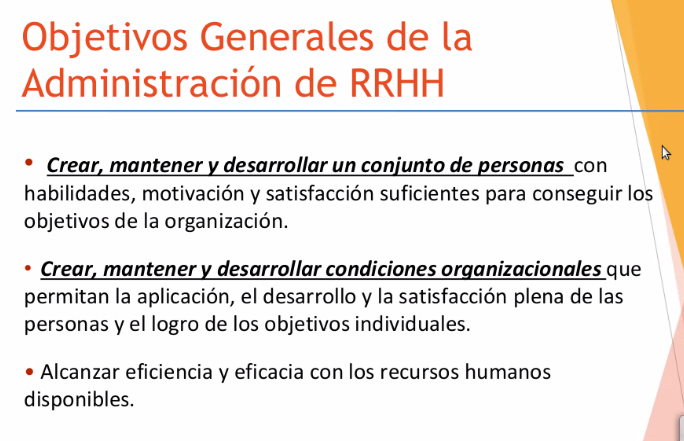 Objetivos Generales de la
Administración de RRHH
• Crear, mantener y desarrollar un conjunto de personas con
habilidades, motivación y satisfacción suficientes para conseguir los
objetivos de la organización.
• Crear, mantener y desarrollar condiciones organizacionales que
permitan la aplicación, el desarrollo y la satisfacción plena de las
personas y el logro de los objetivos individuales.
• Alcanzar eficiencia y eficacia con los recursos humanos
disponibles.